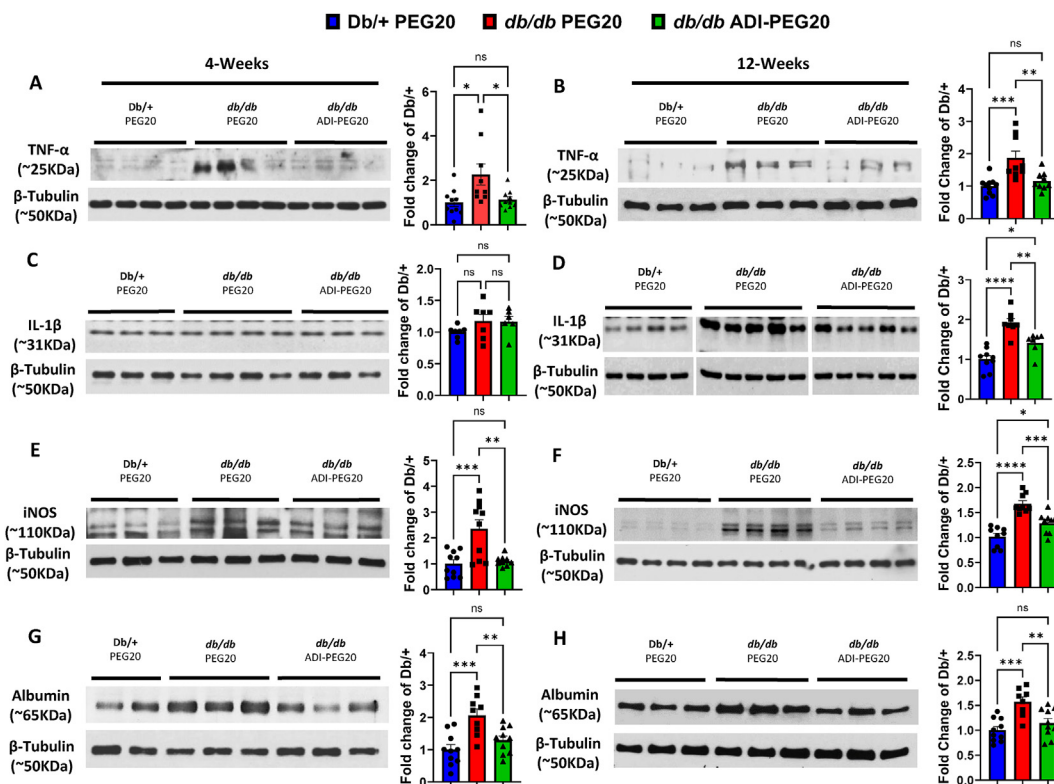 Db/+ PEG20 db/db PEG20 db/db ADI-PEG20
4-Weeks
12-Weeks
A
Db/+
PEG20
db/db
PEG20
db/db
ADI-PEG20
TNF-α
(~25KDa)
β-Tubulin
(~50KDa)
Fold change of Db/+
6
4
2
0
ns
*
*
B
Db/+
PEG20
db/db
PEG20
db/db
ADI-PEG20
TNF-α
(~25KDa)
β-Tubulin
(~50KDa)
Fold change of Db/+
4
3
2
1
0
ns
***
**
C
Db/+
PEG20
db/db
PEG20
db/db
ADI-PEG20
IL-1β
(~31KDa)
β-Tubulin
(~50KDa)
Fold change of Db/+
2.0
1.5
1.0
0.5
0.0
ns
ns
ns
D
Db/+
PEG20
db/db
PEG20
db/db
ADI-PEG20
IL-1β
(~31KDa)
β-Tubulin
(~50KDa)
Fold Change of Db/+
4
3
2
1
0
*
****
**
E
Db/+
PEG20
db/db
PEG20
db/db
ADI-PEG20
iNOS
(~110KDa)
β-Tubulin
(~50KDa)
Fold change of Db/+
5
4
3
2
1
0
ns
***
**
F
Db/+
PEG20
db/db
PEG20
db/db
ADI-PEG20
iNOS
(~110KDa)
β-Tubulin
(~50KDa)
Fold Change of Db/+
2.5
2.0
1.5
1.0
0.5
0.0
*
****
***
G
Db/+
PEG20
db/db
PEG20
db/db
ADI-PEG20
Albumin
(~65KDa)
β-Tubulin
(~50KDa)
Fold change of Db/+
4
3
2
1
0
ns
***
**
H
Db/+
PEG20
db/db
PEG20
db/db
ADI-PEG20
Albumin
(~65KDa)
β-Tubulin
(~50KDa)
Fold Change of Db/+
2.5
2.0
1.5
1.0
0.5
0.0
ns
***
**